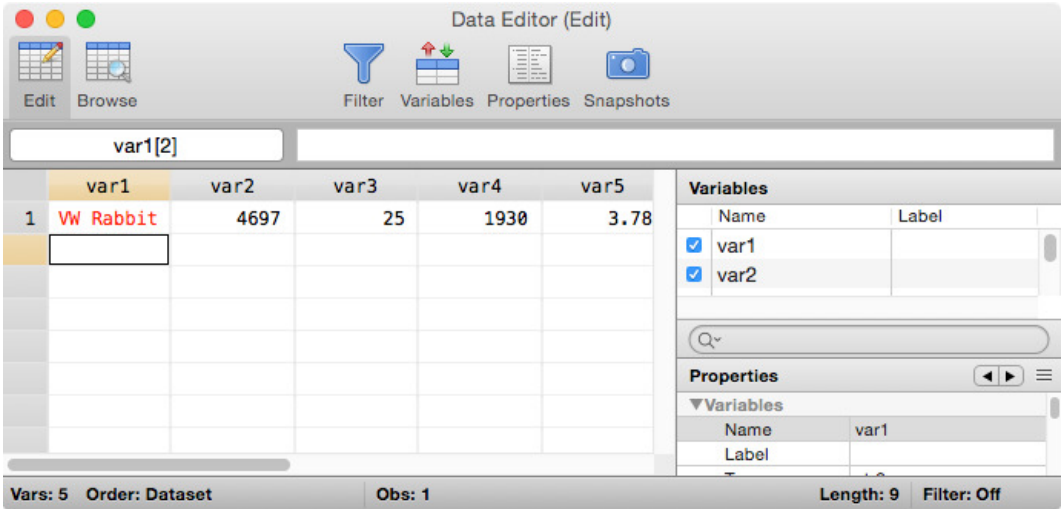 Data Editor (Edit)
Edit Browse Filter Variables Properties Snapshots
var1[2]
var1 var2 var3 var4 var5
1 VW Rabbit 4697 25 1930 3.78
Variables
Name Label
var1
var2
Properties
▼Variables
Name var1
Label
Vars: 5 Order: Dataset Obs: 1 Length: 9 Filter: Off